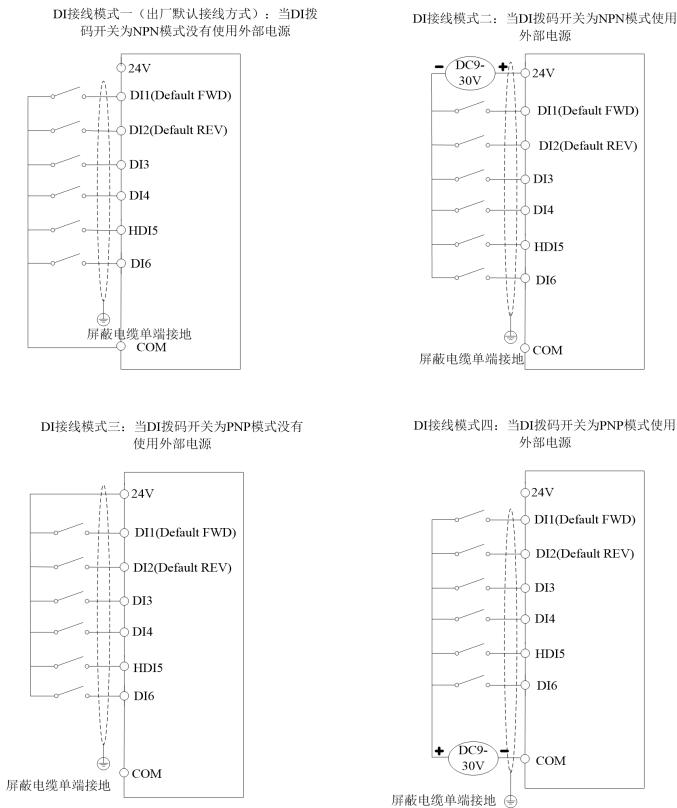 DI接线模式一（出厂默认接线方式）：当DI拨
码开关为NPN模式没有使用外部电源
24V
DI1(Default FWD)
DI2(Default REV)
DI3
DI4
HDI5
DI6
屏蔽电缆单端接地
COM
DI接线模式二：当DI拨码开关为NPN模式使用
外部电源
－
DC9-
30V
+
24V
DI1(Default FWD)
DI2(Default REV)
DI3
DI4
HDI5
DI6
COM
屏蔽电缆单端接地
DI接线模式三：当DI拨码开关为PNP模式没有
使用外部电源
24V
DI1(Default FWD)
DI2(Default REV)
DI3
DI4
HDI5
DI6
COM
屏蔽电缆单端接地
DI接线模式四：当DI拨码开关为PNP模式使用
外部电源
24V
DI1(Default FWD)
DI2(Default REV)
DI3
DI4
HDI5
DI6
+
DC9-
30V
－
COM
屏蔽电缆单端接地